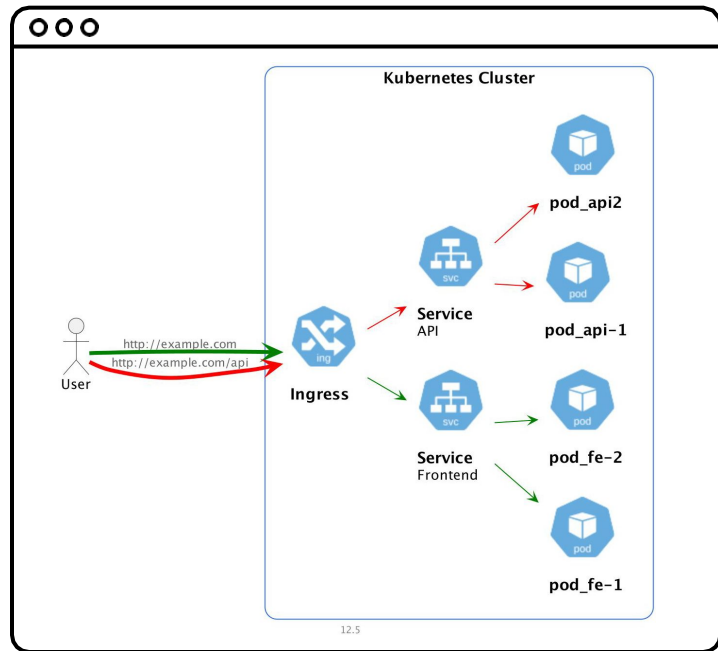 Kubernetes Cluster
pod
pod_api2
svc
Service
API
pod
pod_api-1
http://example.com
http://example.com/api
User
ing
Ingress
svc
Service
Frontend
pod
pod_fe-2
pod
pod_fe-1
12.5